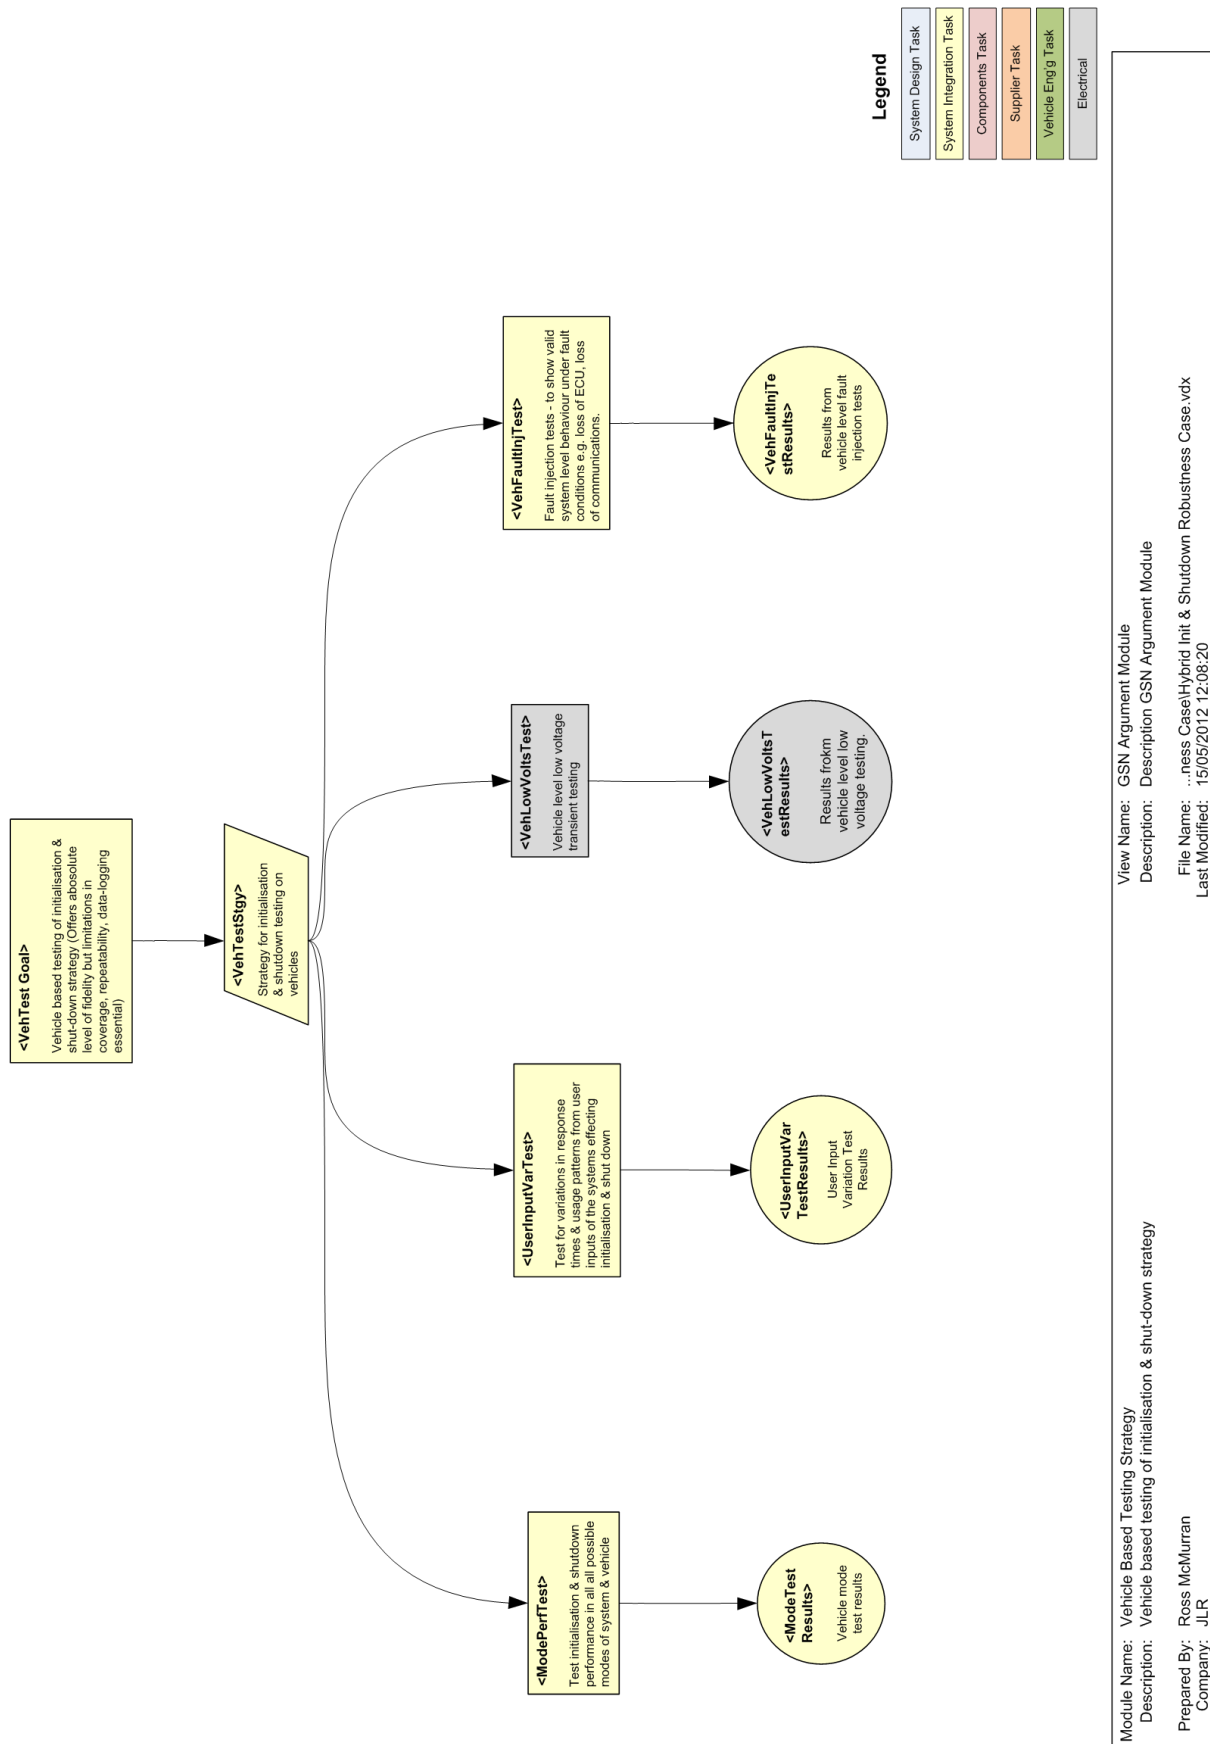 <VehTest Goal>
Vehicle based testing of initialisation &
shut-down strategy (Offers abosolute
level of fidelity but limitations in
coverage, repeatability, data-logging
essential)
<VehTestStgy>
Strategy for initialisation
& shutdown testing on
vehicles
<ModePerfTest>
Test initialisation & shutdown
performance in all all possible
modes of system & vehicle
<UserInputVarTest>
Test for variations in response
times & usage patterns from user
inputs of the systems effecting
initialisation & shut down
<VehLowVoltsTest>
Vehicle level low voltage
transient testing
<VehFaultInjTest>
Fault injection tests - to show valid
system level behaviour under fault
conditions e.g. loss of ECU, loss
of communications.
<ModeTest
Results>
Vehicle mode
test results
<UserInputVar
TestResults>
User Input
Variation Test
Results
<VehLowVoltsT
estResults>
Results frokm
vehicle level low
voltage testing.
<VehFaultInjTe
stResults>
Results from
vehicle level fault
injection tests
Legend
System Design Task
System Integration Task
Components Task
Supplier Task
Vehicle Eng'g Task
Electrical
Module Name: Vehicle Based Testing Strategy
Description: Vehicle based testing of initialisation & shut-down strategy
Prepared By: Ross McMurran
Company: JLR
View Name: GSN Argument Module
Description: Description GSN Argument Module
File Name: ...ness Case\Hybrid Init & Shutdown Robustness Case.vdx
Last Modified: 15/05/2012 12:08:20